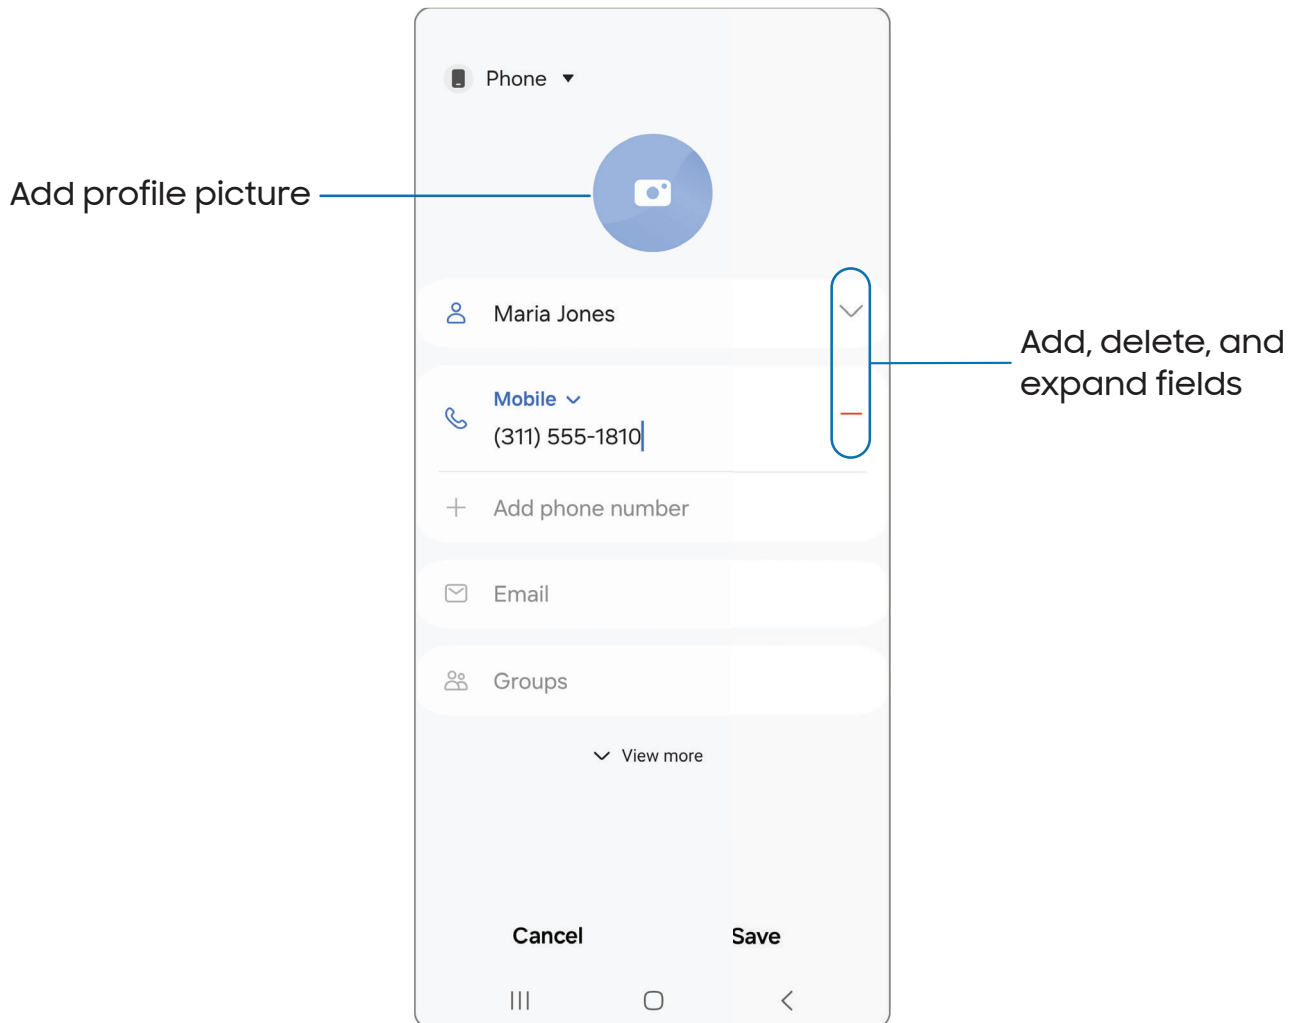 Phone
Add profile picture
Maria Jones
Add, delete, and
expand fields
Mobile
(311) 555-1810
Add phone number
Email
Groups
View more
Cancel
Save